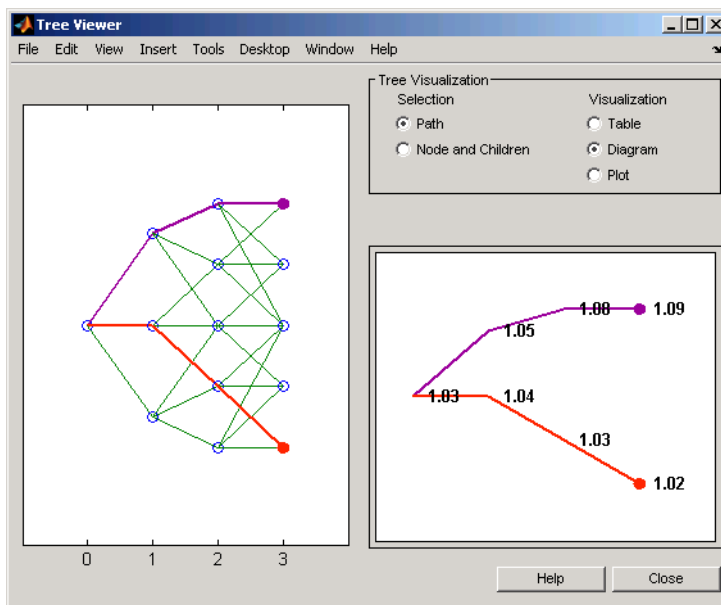 Tree Viewer
File Edit View Insert Tools Desktop Window Help
Tree Visualization
Selection Visualization
Path Table
Node and Children Diagram
Plot
1.08 1.09
1.05
1.03 1.04
1.03
1.02
0 1 2 3
Help Close